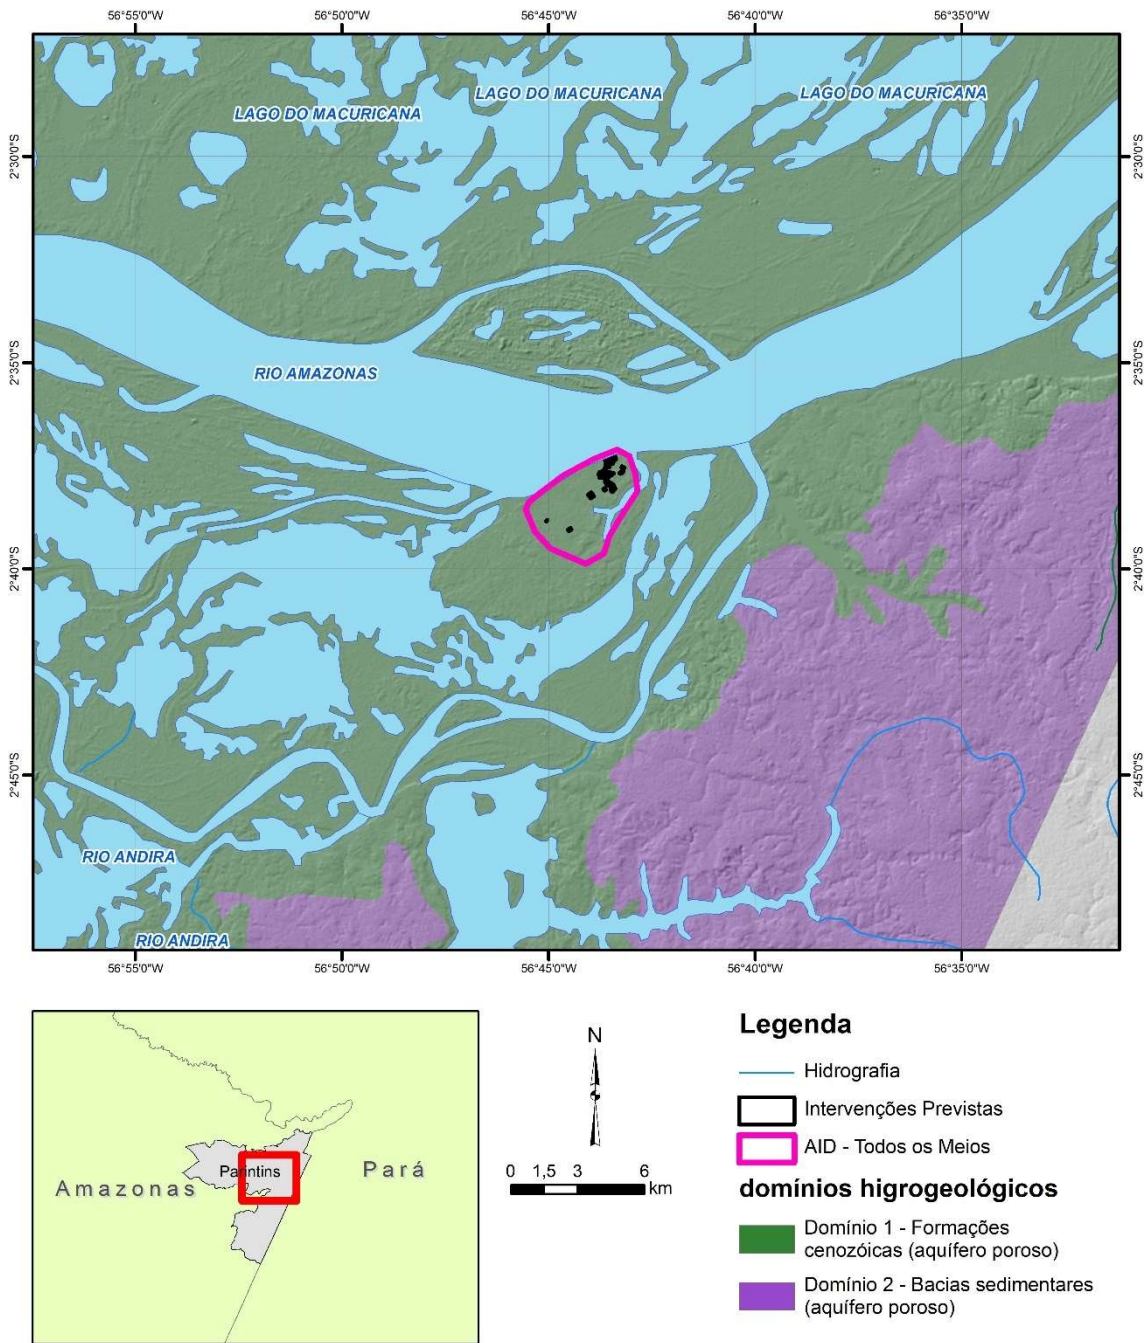 56°55'0"W
56°50'0"W
56°45'0"W
56°40'0"W
56°35'0"W
LAGO DO MACURICANA
LAGO DO MACURICANA
LAGO DO MACURICANA
2°30'0"S
2°30'0"S
2°35'0"S
2°35'0"S
RIO AMAZONAS
2°40'0"S
2°40'0"S
2°45'0"S
2°45'0"S
RIO ANDIRA
RIO ANDIRA
56°55'0"W
56°50'0"W
56°45'0"W
56°40'0"W
56°35'0"W
Parintins
Amazonas
Pará
N
0 1,5 3 6
km
Legenda
Hidrografia
Intervenções Previstas
AID - Todos os Meios
domínios higrogeológicos
Domínio 1 - Formações
cenozóicas (aquífero poroso)
Domínio 2 - Bacias sedimentares
(aquífero poroso)